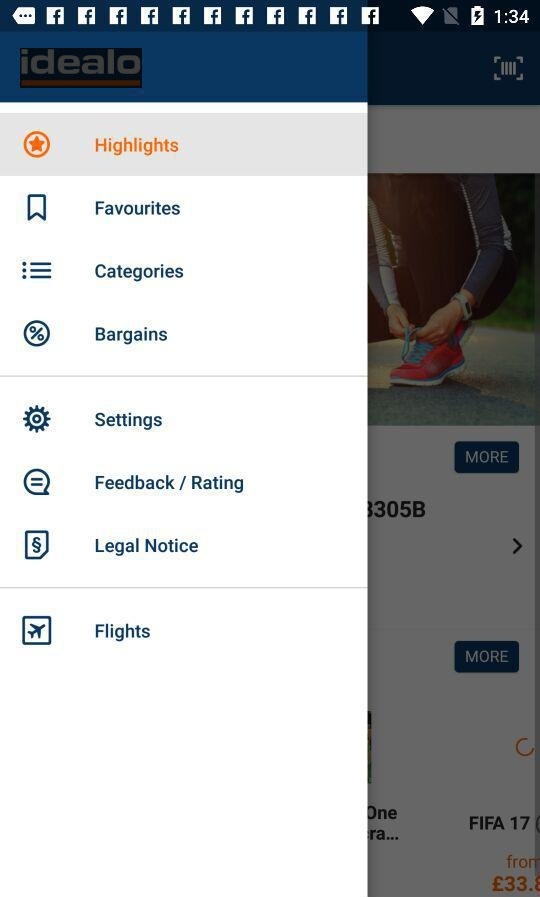 1:34
idealo
Highlights
Favourites
Categories
Bargains
Settings
MORE
Feedback / Rating
3305B
Legal Notice
Flights
MORE
One
ra...
FIFA 17 (
from
£33.8